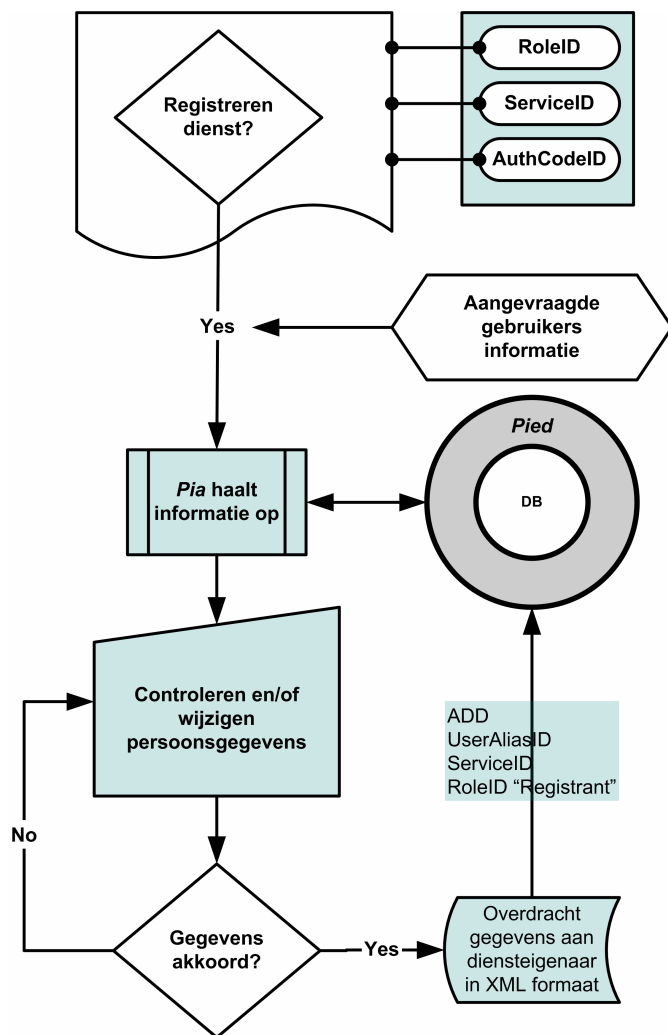 Registreren
dienst?
RoleID
ServiceID
AuthCodeID
Yes
Aangevraagde
gebruikers
informatie
Pied
DB
Pia haalt
informatie op
Controleren en/of
wijzigen
persoonsgegevens
ADD
UserAliasID
ServiceID
RoleID “Registrant”
No
Gegevens
akkoord?
Yes
Overdracht
gegevens aan
diensteigenaar
in XML formaat